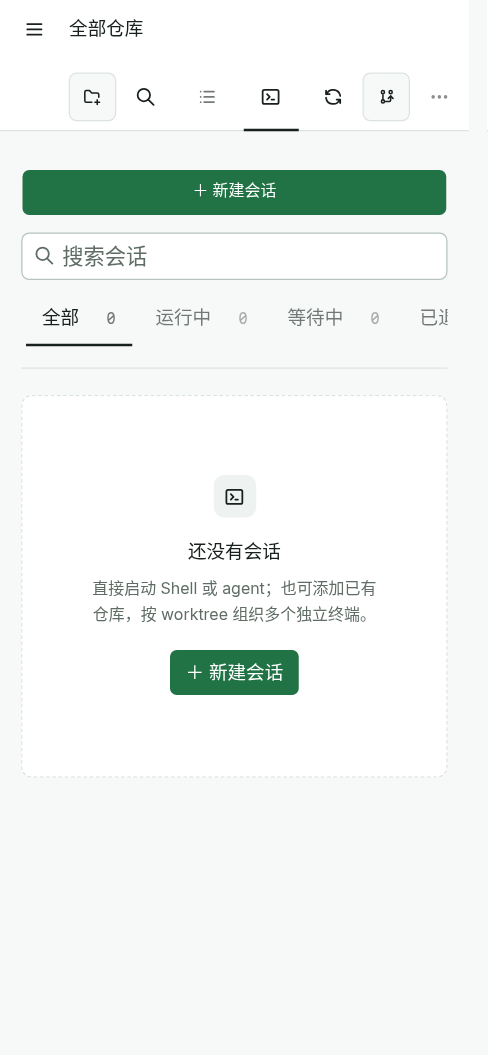 全部仓库
+ 新建会话
搜索会话
全部 0 运行中 0 等待中 0 已
还没有会话
直接启动 Shell 或 agent；也可添加已有
仓库，按 worktree 组织多个独立终端。
+ 新建会话